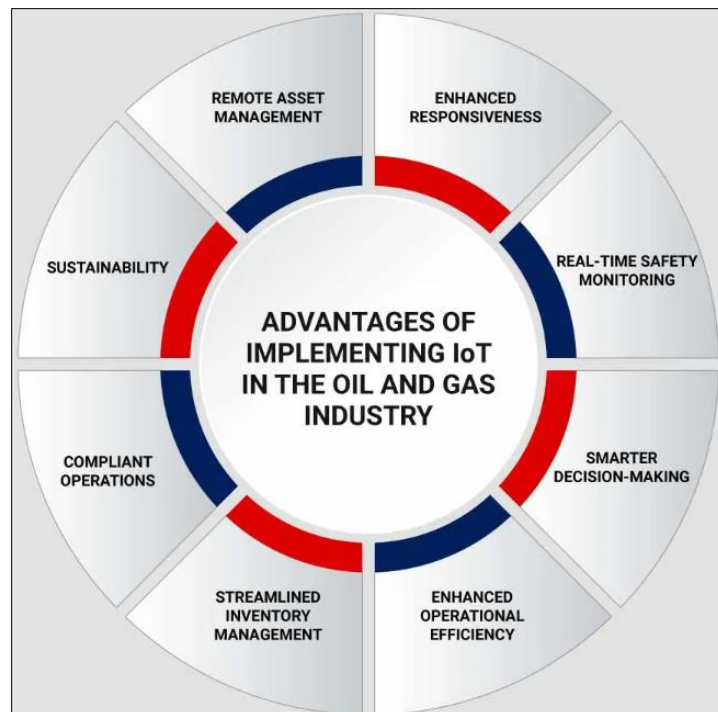 REMOTE ASSET
MANAGEMENT
ENHANCED
RESPONSIVENESS
SUSTAINABILITY
REAL-TIME SAFETY
MONITORING
ADVANTAGES OF
IMPLEMENTING IoT
IN THE OIL AND GAS
INDUSTRY
COMPLIANT
OPERATIONS
SMARTER
DECISION-MAKING
STREAMLINED
INVENTORY
MANAGEMENT
ENHANCED
OPERATIONAL
EFFICIENCY